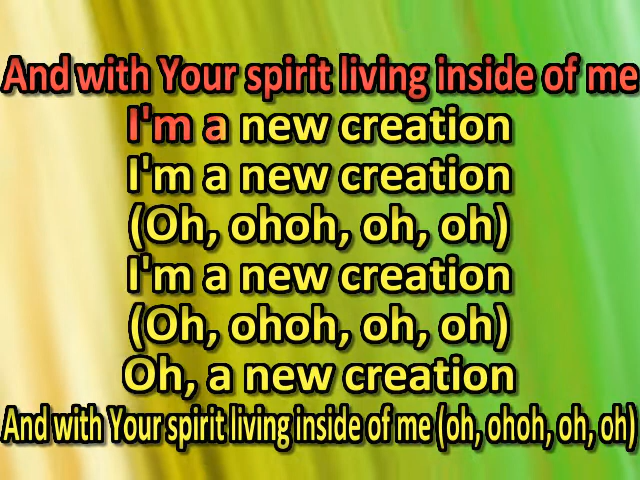 And with Your spirit living inside of me
I'm a new creation
I'm a new creation
(Oh, ohoh, oh, oh)
I'm a new creation
(Oh, ohoh, oh, oh)
Oh, a new creation
And with Your spirit living inside of me (oh, ohoh, oh, oh)